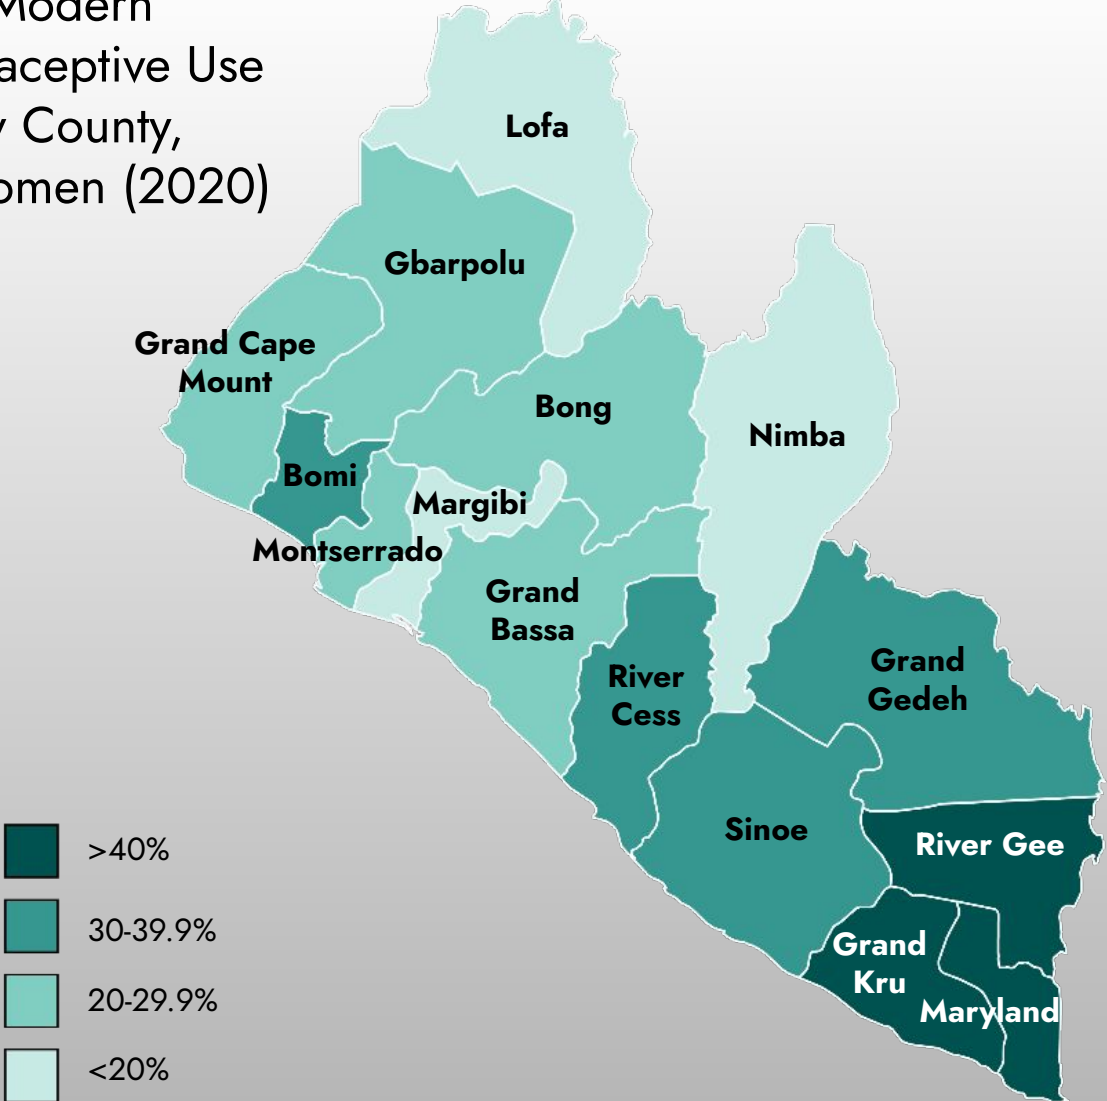 Modern
aceptive Use
County,
omen (2020)
Lofa
Gbarpolu
Grand Cape
Mount
Bong
Nimba
Bomi
Margibi
Montserrado
Grand
Bassa
River
Cess
Grand
Gedeh
Sinoe
River Gee
Grand
Kru
Maryland
>40%
30-39.9%
20-29.9%
<20%